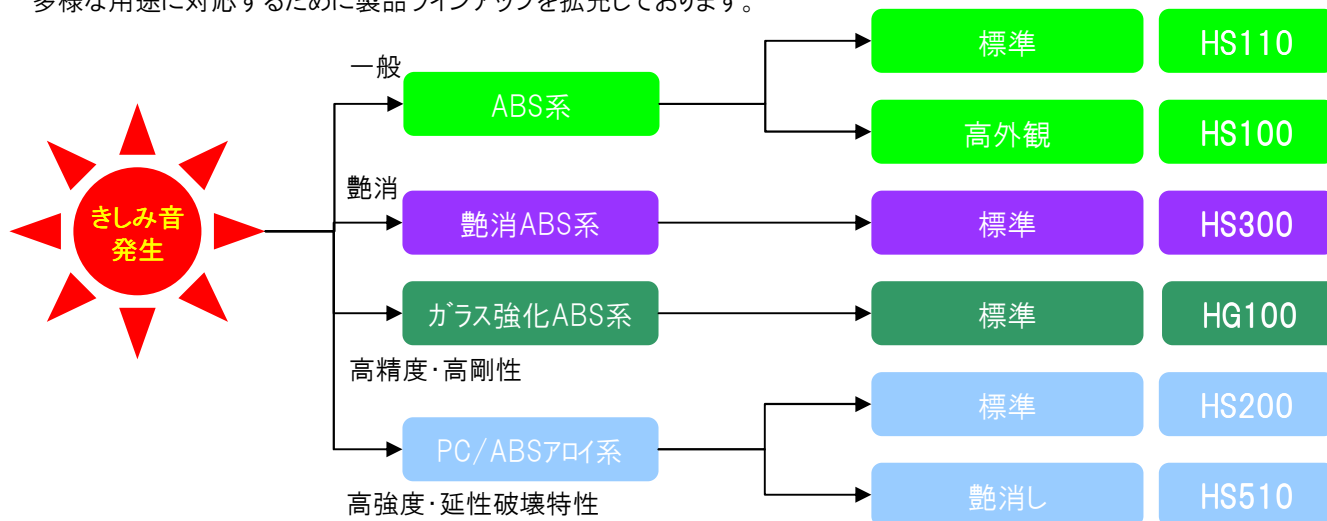 多様な用途に対応するために製品ラインアップを拡充しております。
きしみ音
発生
一般
ABS系
標準
HS110
高外観
HS100
艶消
艶消ABS系
標準
HS300
ガラス強化ABS系
標準
HG100
高精度・高剛性
PC/ABSアロイ系
標準
HS200
艶消し
HS510
高強度・延性破壊特性